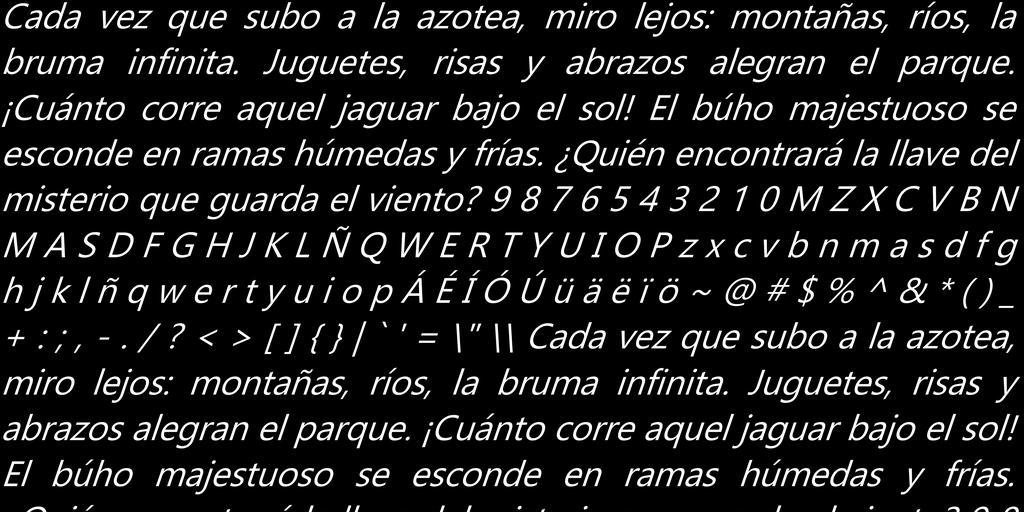 Cada vez que subo a la azotea, miro lejos: montañas, ríos, la
bruma infinita. Juguetes, risas y abrazos alegran el parque.
¡Cuánto corre aquel jaguar bajo el sol! El búho majestuoso se
esconde en ramas húmedas y frías. ¿Quién encontrará la llave del
misterio que guarda el viento? 9 8 7 6 5 4 3 2 1 0 M Z X C V B N
M A S D F G H J K L Ñ Q W E R T Y U I O P z x c v b n m a s d f g
h j k l ñ q w e r t y u i o p Á É Í Ó Ú ü ä ë ï ö ~ @ # $ % ^ & * ( ) _
+ : ; , - . / ? < > [ ] { } | ` ' = \" \\ Cada vez que subo a la azotea,
miro lejos: montañas, ríos, la bruma infinita. Juguetes, risas y
abrazos alegran el parque. ¡Cuánto corre aquel jaguar bajo el sol!
El búho majestuoso se esconde en ramas húmedas y frías.